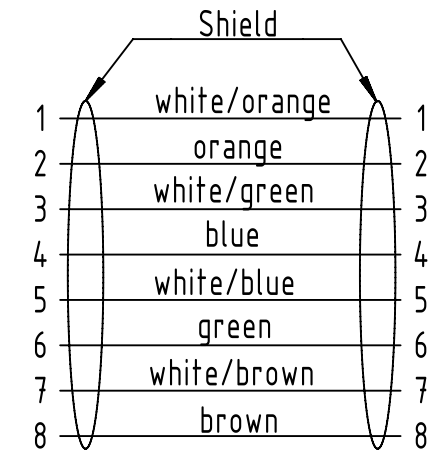 Shield
1 white/orange 1
2 orange 2
3 white/green 3
4 blue 4
5 white/blue 5
6 green 6
7 white/brown 7
8 brown 8